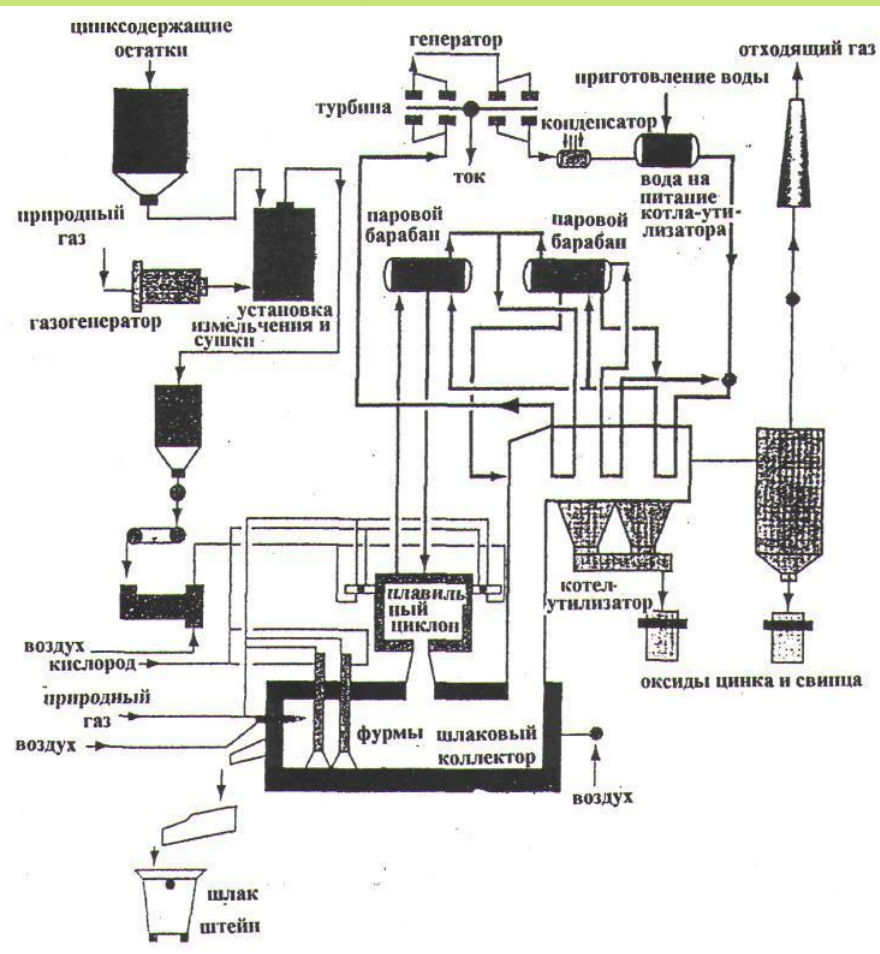 цинксодержащие
остатки
генератор
отходящий газ
приготовление воды
турбина
конденсатор
ток
вода на
питание
котла-ути-
лизатора
природный
газ
паровой
барабан
паровой
барабан
газогенератор
установка
измельчения и
сушки
плавиль
ный
циклон
котел-
утилизатор
воздух
кислород
оксиды цинка и свинца
природный
газ
фурмы
шлаковый
коллектор
воздух
воздух
шлак
штейн